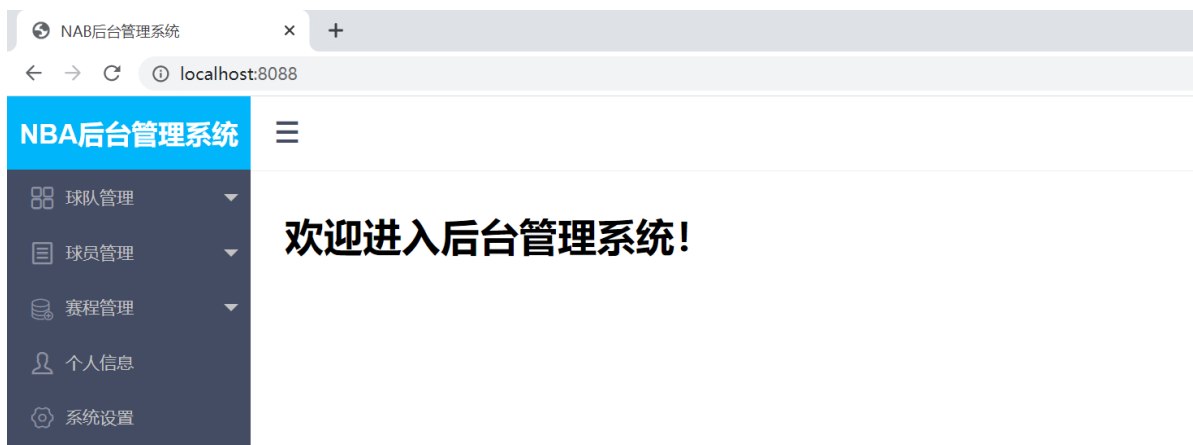 NAB后台管理系统
localhost:8088
NBA后台管理系统
球队管理
欢迎进入后台管理系统！
球员管理
赛程管理
个人信息
系统设置